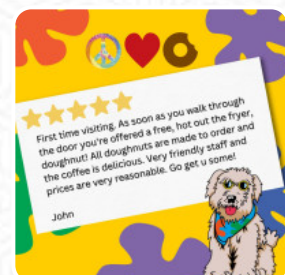 First time visiting. As soon as you walk through
the door you're offered a free, hot out the fryer,
doughnut! All doughnuts are made to order and
the coffee is delicious. Very friendly staff and
prices are very reasonable. Go get u some!
John